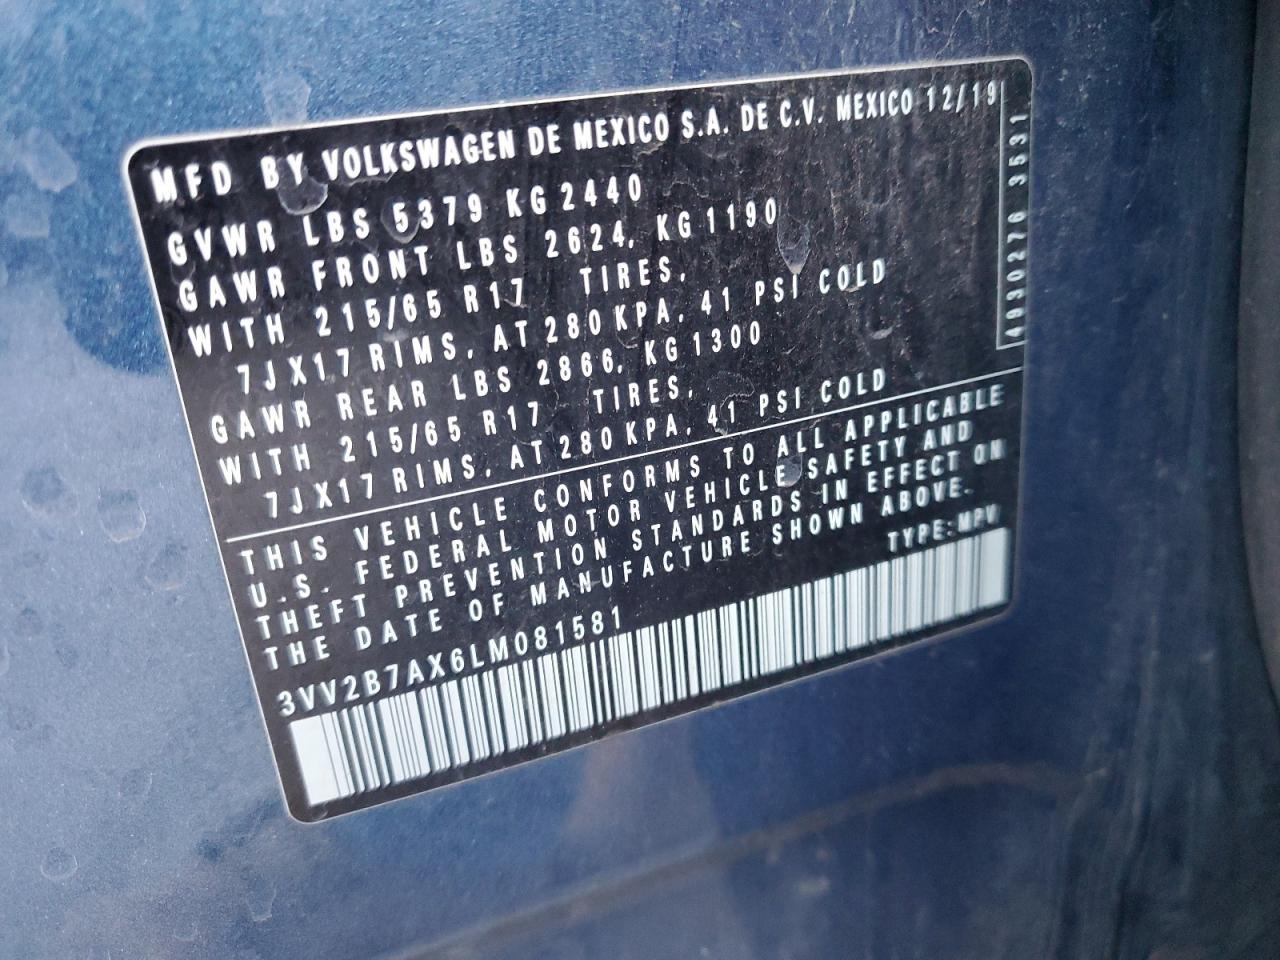 MFD BY VOLKSWAGEN DE MEXICO S.A. DE C.V. MEXICO 12/19
GVWR LBS 5379 KG 2440
GAWR FRONT LBS 2624, KG 1190
WITH 215/65 R17 TIRES,
7JX17 RIMS, AT 280 KPA, 41 PSI COLD
GAWR REAR LBS 2866, KG 1300
WITH 215/65 R17 TIRES,
7JX17 RIMS, AT 280 KPA, 41 PSI COLD
4930276 3531
THIS VEHICLE CONFORMS TO ALL APPLICABLE
U.S. FEDERAL MOTOR VEHICLE SAFETY AND
THEFT PREVENTION STANDARDS IN EFFECT ON
THE DATE OF MANUFACTURE SHOWN ABOVE.
3VV2B7AX6LM081581 TYPE: MPV